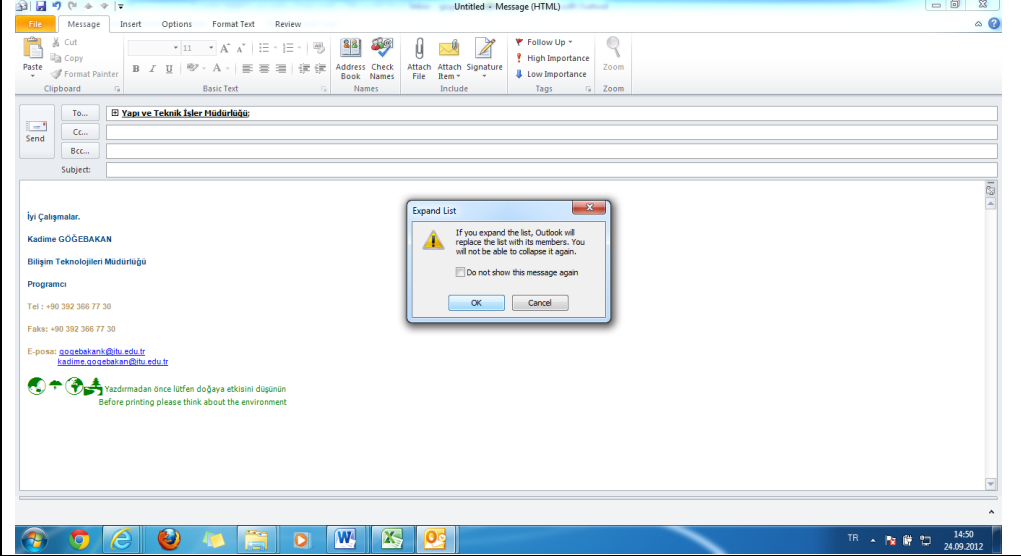 Untitled - Message (HTML)
File Message Insert Options Format Text Review
Cut
Copy
Format Painter
Paste
Clipboard
11
B I U
Basic Text
Address Book
Check Names
Names
Attach File
Attach Item
Signature
Include
Follow Up
High Importance
Low Importance
Tags
Zoom
Zoom
Send
To... Yapı ve Teknik İşler Müdürlüğü;
Cc...
Bcc...
Subject:
İyi Çalışmalar.
Kadime GÖĞEBAKAN
Bilişim Teknolojileri Müdürlüğü
Programcı
Tel : +90 392 366 77 30
Faks: +90 392 366 77 30
E-posa: gogebakank@itu.edu.tr
kadime.gogebakan@itu.edu.tr
Yazdırmadan önce lütfen doğaya etkisini düşünün
Before printing please think about the environment
Expand List
If you expand the list, Outlook will
replace the list with its members. You
will not be able to collapse it again.
Do not show this message again
OK Cancel
TR
14:50
24.09.2012